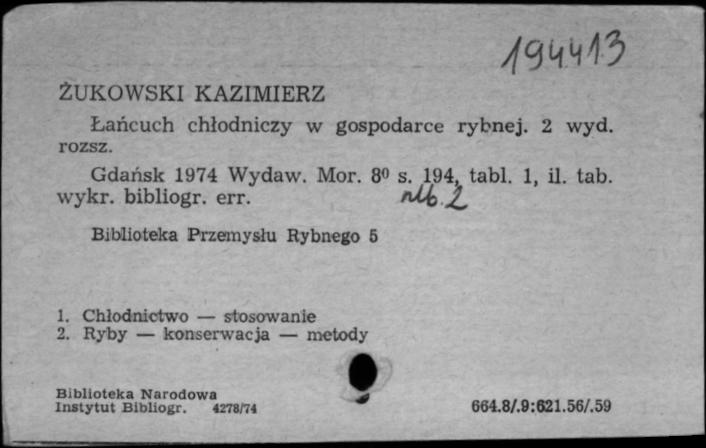 194413
ŻUKOWSKI KAZIMIERZ
Łańcuch chłodniczy w gospodarce rybnej. 2 wyd.
rozsz.
Gdańsk 1974 Wydaw. Mor. 8⁰ s. 194, tabl. 1, il. tab.
wykr. bibliogr. err.
nlb. 2
Biblioteka Przemysłu Rybnego 5
1. Chłodnictwo — stosowanie
2. Ryby — konserwacja — metody
Biblioteka Narodowa
Instytut Bibliogr. 4278/74
664.8/.9:621.56/.59